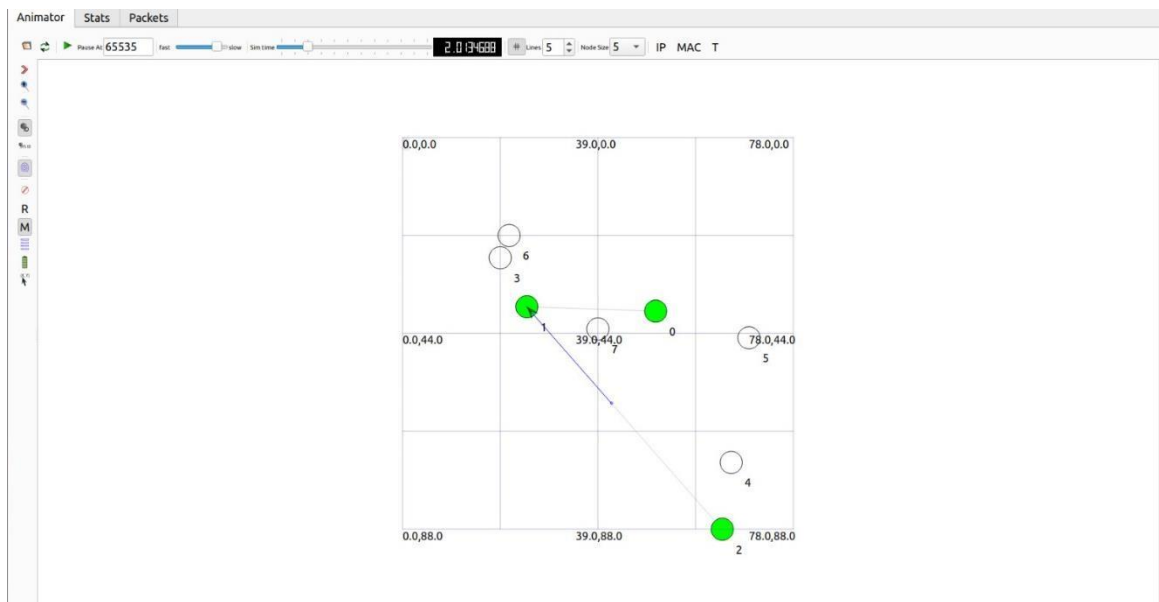 Animator Stats Packets
Pause At 65535 fast slow Sim time # Lines 5 Node Size 5 IP MAC T
R
M
0.0,0.0 39.0,0.0 78.0,0.0
6
3
1
0
0.0,44.0 39.0,44.0 78.0,44.0
7
5
4
0.0,88.0 39.0,88.0 78.0,88.0
2